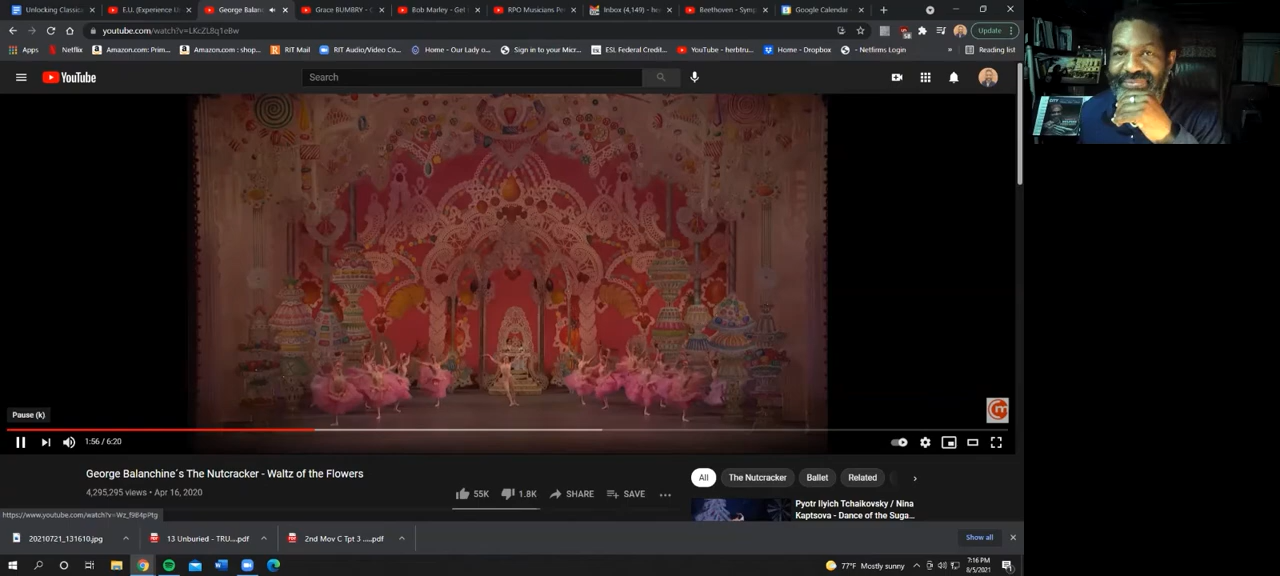 Unlocking Classica
E.U. (Experience U
George Balanc
Grace BUMBRY - C
Bob Marley - Get
RPO Musicians Pe
Inbox (4,149) - he
Beethoven - Symp
Google Calendar
youtube.com/watch?v=LKcZL8q1eBw
Update
Apps
Netflix
Amazon.com: Prim...
Amazon.com : shop...
RIT Mail
RIT Audio/Video Co...
Home - Our Lady o...
Sign in to your Micr...
ESL Federal Credit...
YouTube - herbtru...
Home - Dropbox
- Netfirms Login
»
Reading list
YouTube
Search
Pause (k)
1:56 / 6:20
George Balanchine´s The Nutcracker - Waltz of the Flowers
4,295,295 views • Apr 16, 2020
55K
1.8K
SHARE
SAVE
All
The Nutcracker
Ballet
Related
Pyotr Ilyich Tchaikovsky / Nina
Kaptsova - Dance of the Suga...
20210721_131610.jpg
13 Unburied - TRU....pdf
2nd Mov C Tpt 3 .....pdf
Show all
77°F Mostly sunny
7:16 PM
8/5/2021